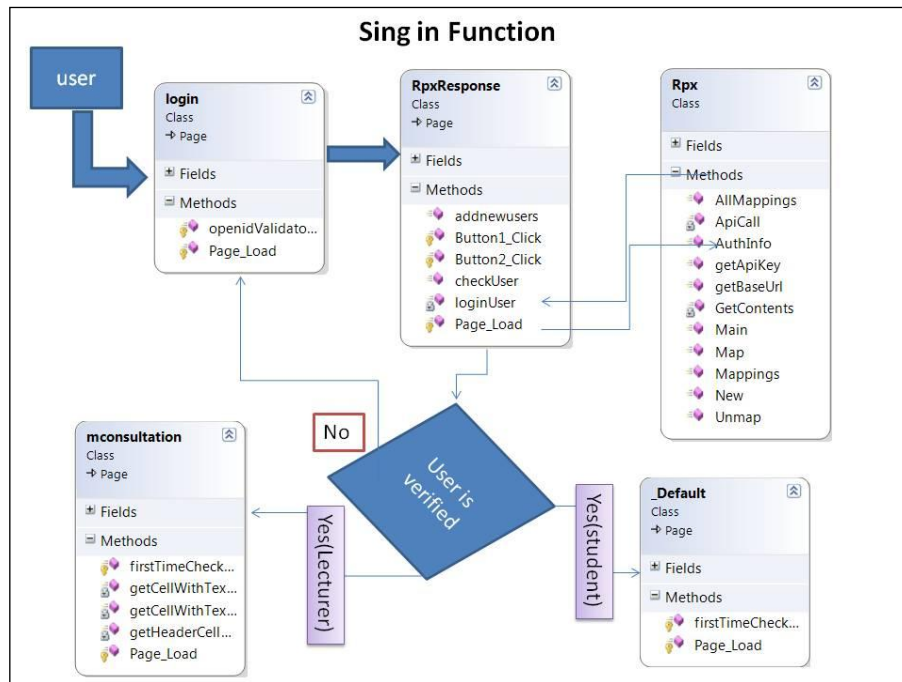 Sing in Function
user
login
Class
Page
Fields
Methods
openidValidato...
Page_Load
RpxResponse
Class
Page
Fields
Methods
addnewusers
Button1_Click
Button2_Click
checkUser
loginUser
Page_Load
Rpx
Class
Fields
Methods
AllMappings
ApiCall
AuthInfo
getApiKey
getBaseUrl
GetContents
Main
Map
Mappings
New
Unmap
No
User is
verified
mconsultation
Class
Page
Fields
Methods
firstTimeCheck...
getCellWithTex...
getCellWithTex...
getHeaderCell...
Page_Load
Yes(Lecturer)
Yes(student)
_Default
Class
Page
Fields
Methods
firstTimeCheck...
Page_Load